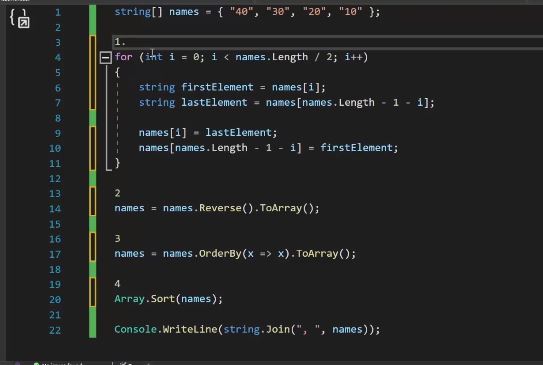 1 string[] names = { "40", "30", "20", "10" };
2
3 1.
4 for (int i = 0; i < names.Length / 2; i++)
5 {
6 string firstElement = names[i];
7 string lastElement = names[names.Length - 1 - i];
8
9 names[i] = lastElement;
10 names[names.Length - 1 - i] = firstElement;
11 }
12
13 2
14 names = names.Reverse().ToArray();
15
16 3
17 names = names.OrderBy(x => x).ToArray();
18
19 4
20 Array.Sort(names);
21
22 Console.WriteLine(string.Join(", ", names));